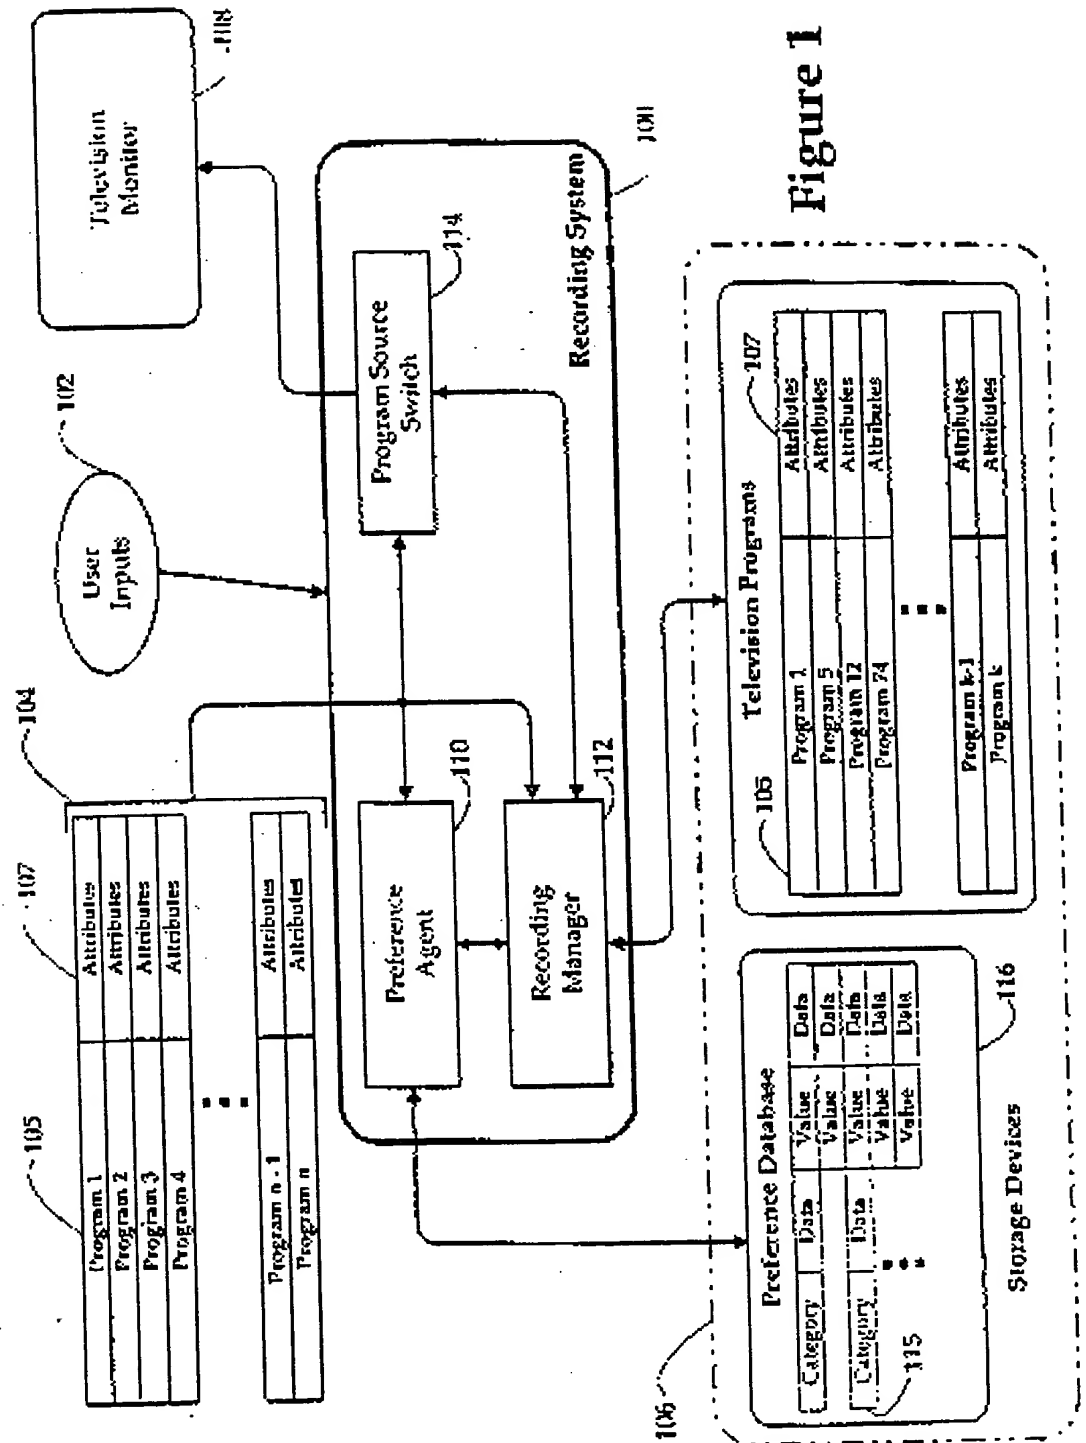 105
107
104
Program 1 Attributes
Program 2 Attributes
Program 3 Attributes
Program 4 Attributes
Program n - 1 Attributes
Program n Attributes
User
Inputs
102
Television
Monitor
108
Preference
Agent
110
Recording
Manager
112
Program Source
Switch
114
Recording System
100
106
Preference Database
Category Data Value Data
Value Data
Category Data Value Data
Value Data
Value Data
115
116
Storage Devices
Television Programs
105
107
Program 1 Attributes
Program 5 Attributes
Program 12 Attributes
Program 74 Attributes
Program k-1 Attributes
Program k Attributes
Figure 1